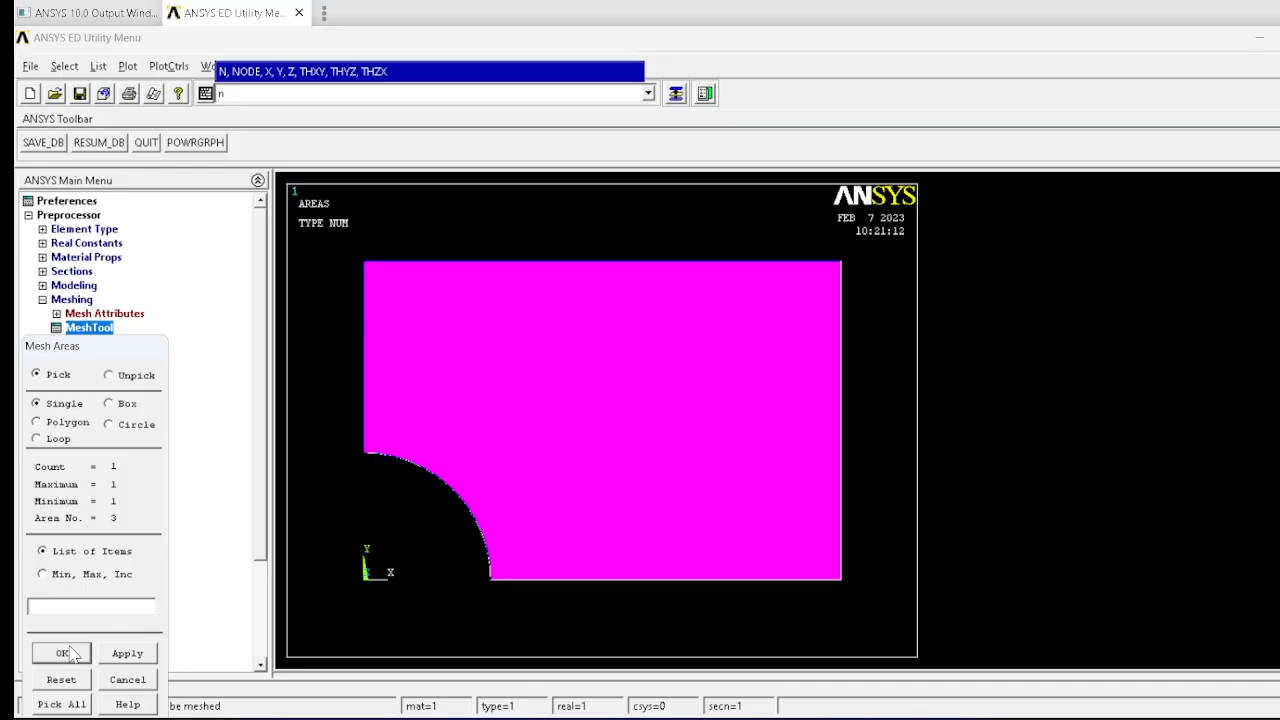 ANSYS 10.0 Output Wind...
ANSYS ED Utility Me...
ANSYS ED Utility Menu
File Select List Plot PlotCtrls Wo
N, NODE, X, Y, Z, THXY, THYZ, THZX
n
ANSYS Toolbar
SAVE_DB RESUM_DB QUIT POWRGRPH
ANSYS Main Menu
Preferences
Preprocessor
Element Type
Real Constants
Material Props
Sections
Modeling
Meshing
Mesh Attributes
MeshTool
Mesh Areas
Pick Unpick
Single Box
Polygon Circle
Loop
Count = 1
Maximum = 1
Minimum = 1
Area No. = 3
List of Items
Min, Max, Inc
OK Apply
Reset Cancel
Pick All Help
1
AREAS
TYPE NUM
ANSYS
FEB 7 2023
10:21:12
Y
X
be meshed
mat=1 type=1 real=1 csys=0 secn=1